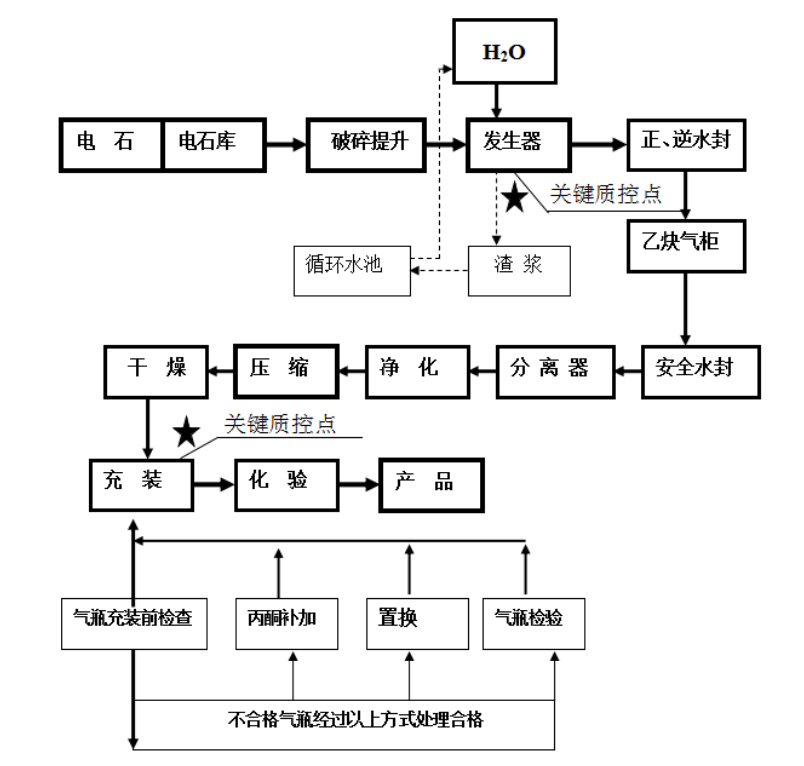 H₂O
电 石 电石库 破碎提升 发生器 正、逆水封
关键质控点
乙炔气柜
循环水池 渣 浆
干 燥 压 缩 净 化 分 离 器 安全水封
关键质控点
充 装 化 验 产 品
气瓶充装前检查 丙酮补加 置换 气瓶检验
不合格气瓶经过以上方式处理合格